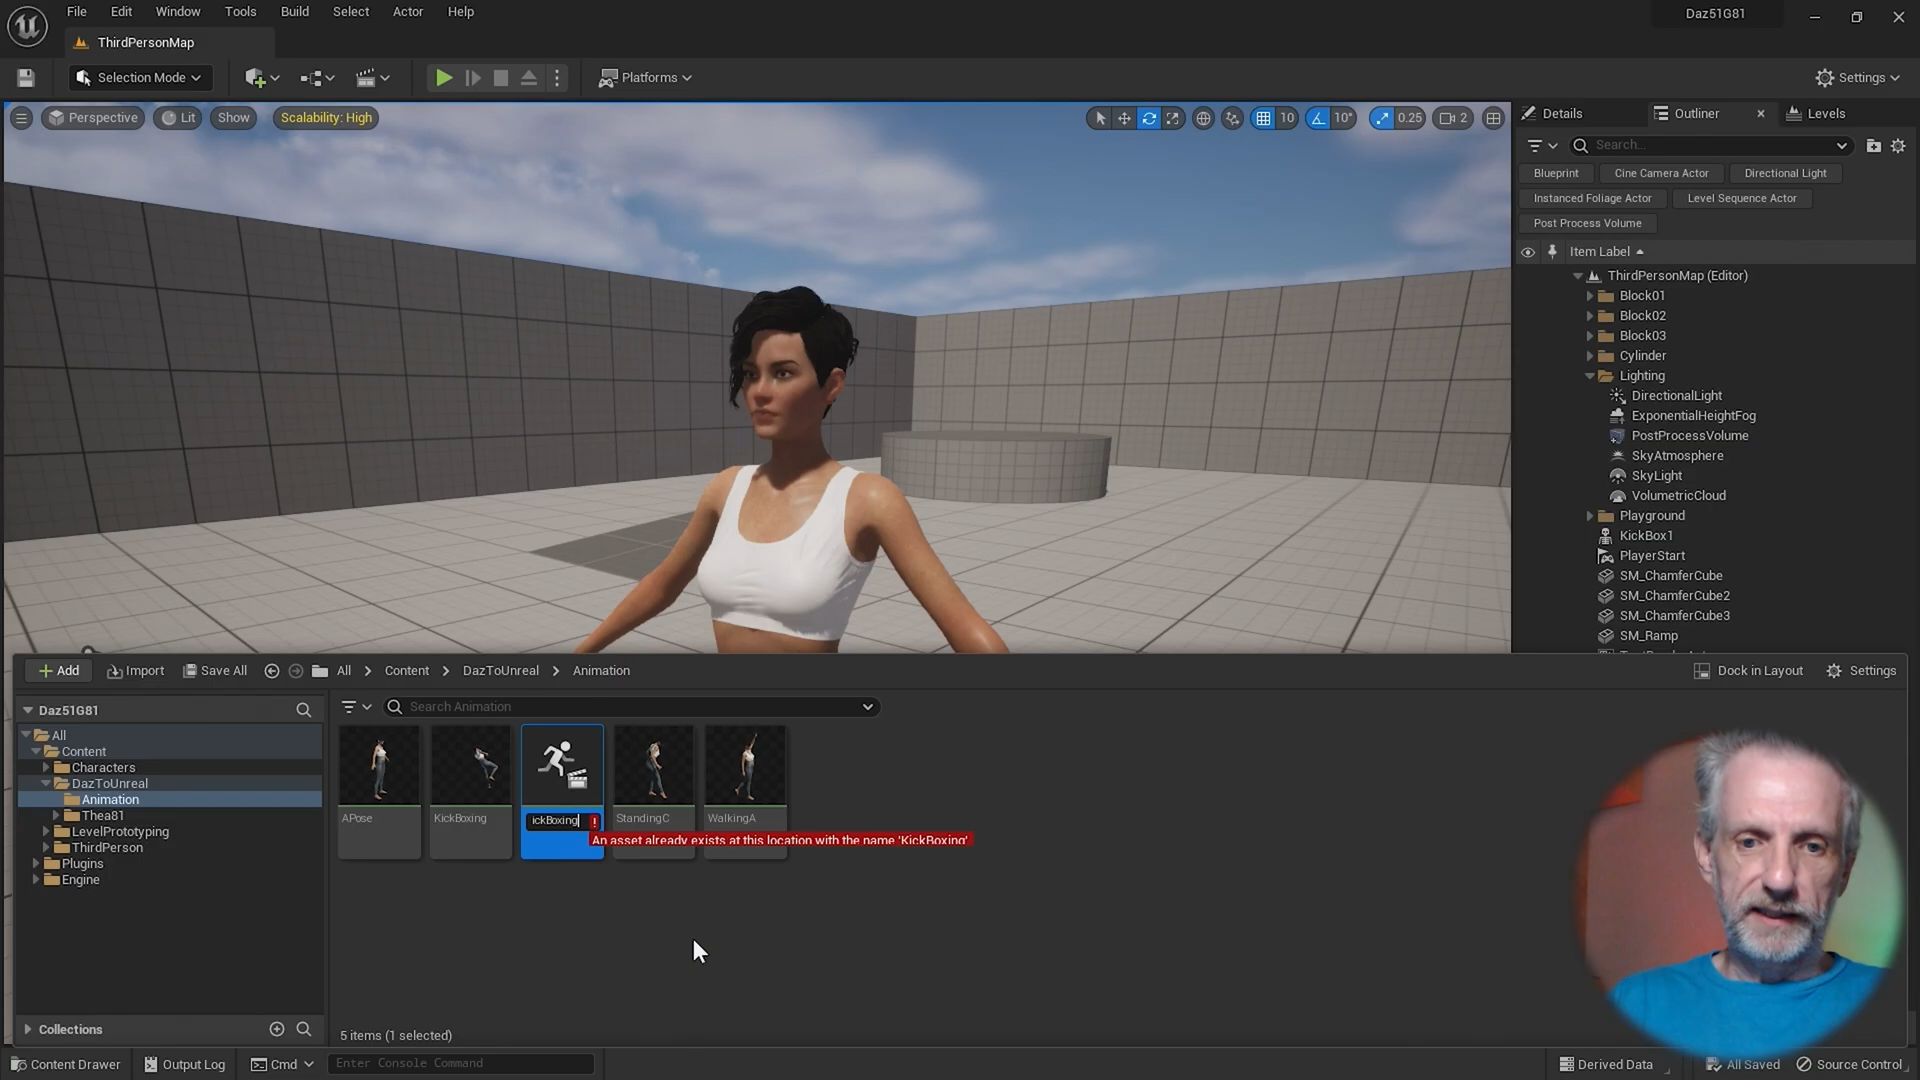 File Edit Window Tools Build Select Actor Help
Daz51G81
ThirdPersonMap
Selection Mode
Platforms
Settings
Perspective
Lit
Show
Scalability: High
10
10°
0.25
2
Details
Outliner
Levels
Search...
Blueprint
Cine Camera Actor
Directional Light
Instanced Foliage Actor
Level Sequence Actor
Post Process Volume
Item Label
ThirdPersonMap (Editor)
Block01
Block02
Block03
Cylinder
Lighting
DirectionalLight
ExponentialHeightFog
PostProcessVolume
SkyAtmosphere
SkyLight
VolumetricCloud
Playground
KickBox1
PlayerStart
SM_ChamferCube
SM_ChamferCube2
SM_ChamferCube3
SM_Ramp
Add
Import
Save All
All > Content > DazToUnreal > Animation
Dock in Layout
Settings
Daz51G81
All
Content
Characters
DazToUnreal
Animation
Thea81
LevelPrototyping
ThirdPerson
Plugins
Engine
Collections
Search Animation
APose
KickBoxing
ickBoxing
StandingC
WalkingA
An asset already exists at this location with the name 'KickBoxing'.
5 items (1 selected)
Content Drawer
Output Log
Cmd
Enter Console Command
Derived Data
All Saved
Source Control